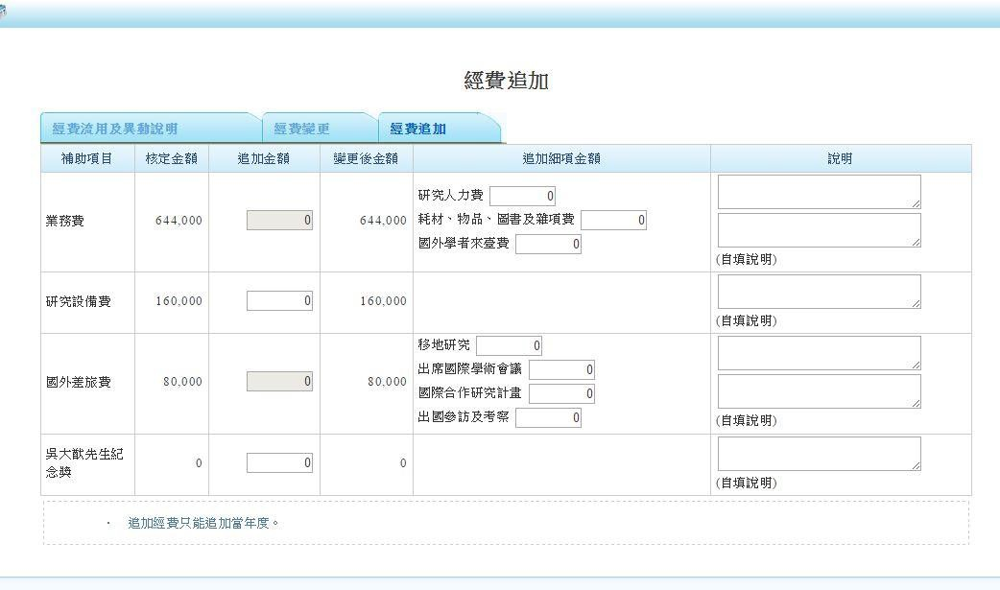 經費追加
經費流用及異動說明 經費變更 經費追加
補助項目 核定金額 追加金額 變更後金額 追加細項金額 說明
業務費 644,000 0 644,000
研究人力費 0
耗材、物品、圖書及雜項費 0
國外學者來臺費 0
(自填說明)
研究設備費 160,000 0 160,000
(自填說明)
國外差旅費 80,000 0 80,000
移地研究 0
出席國際學術會議 0
國際合作研究計畫 0
出國參訪及考察 0
(自填說明)
吳大猷先生紀
念獎 0 0 0
(自填說明)
· 追加經費只能追加當年度。